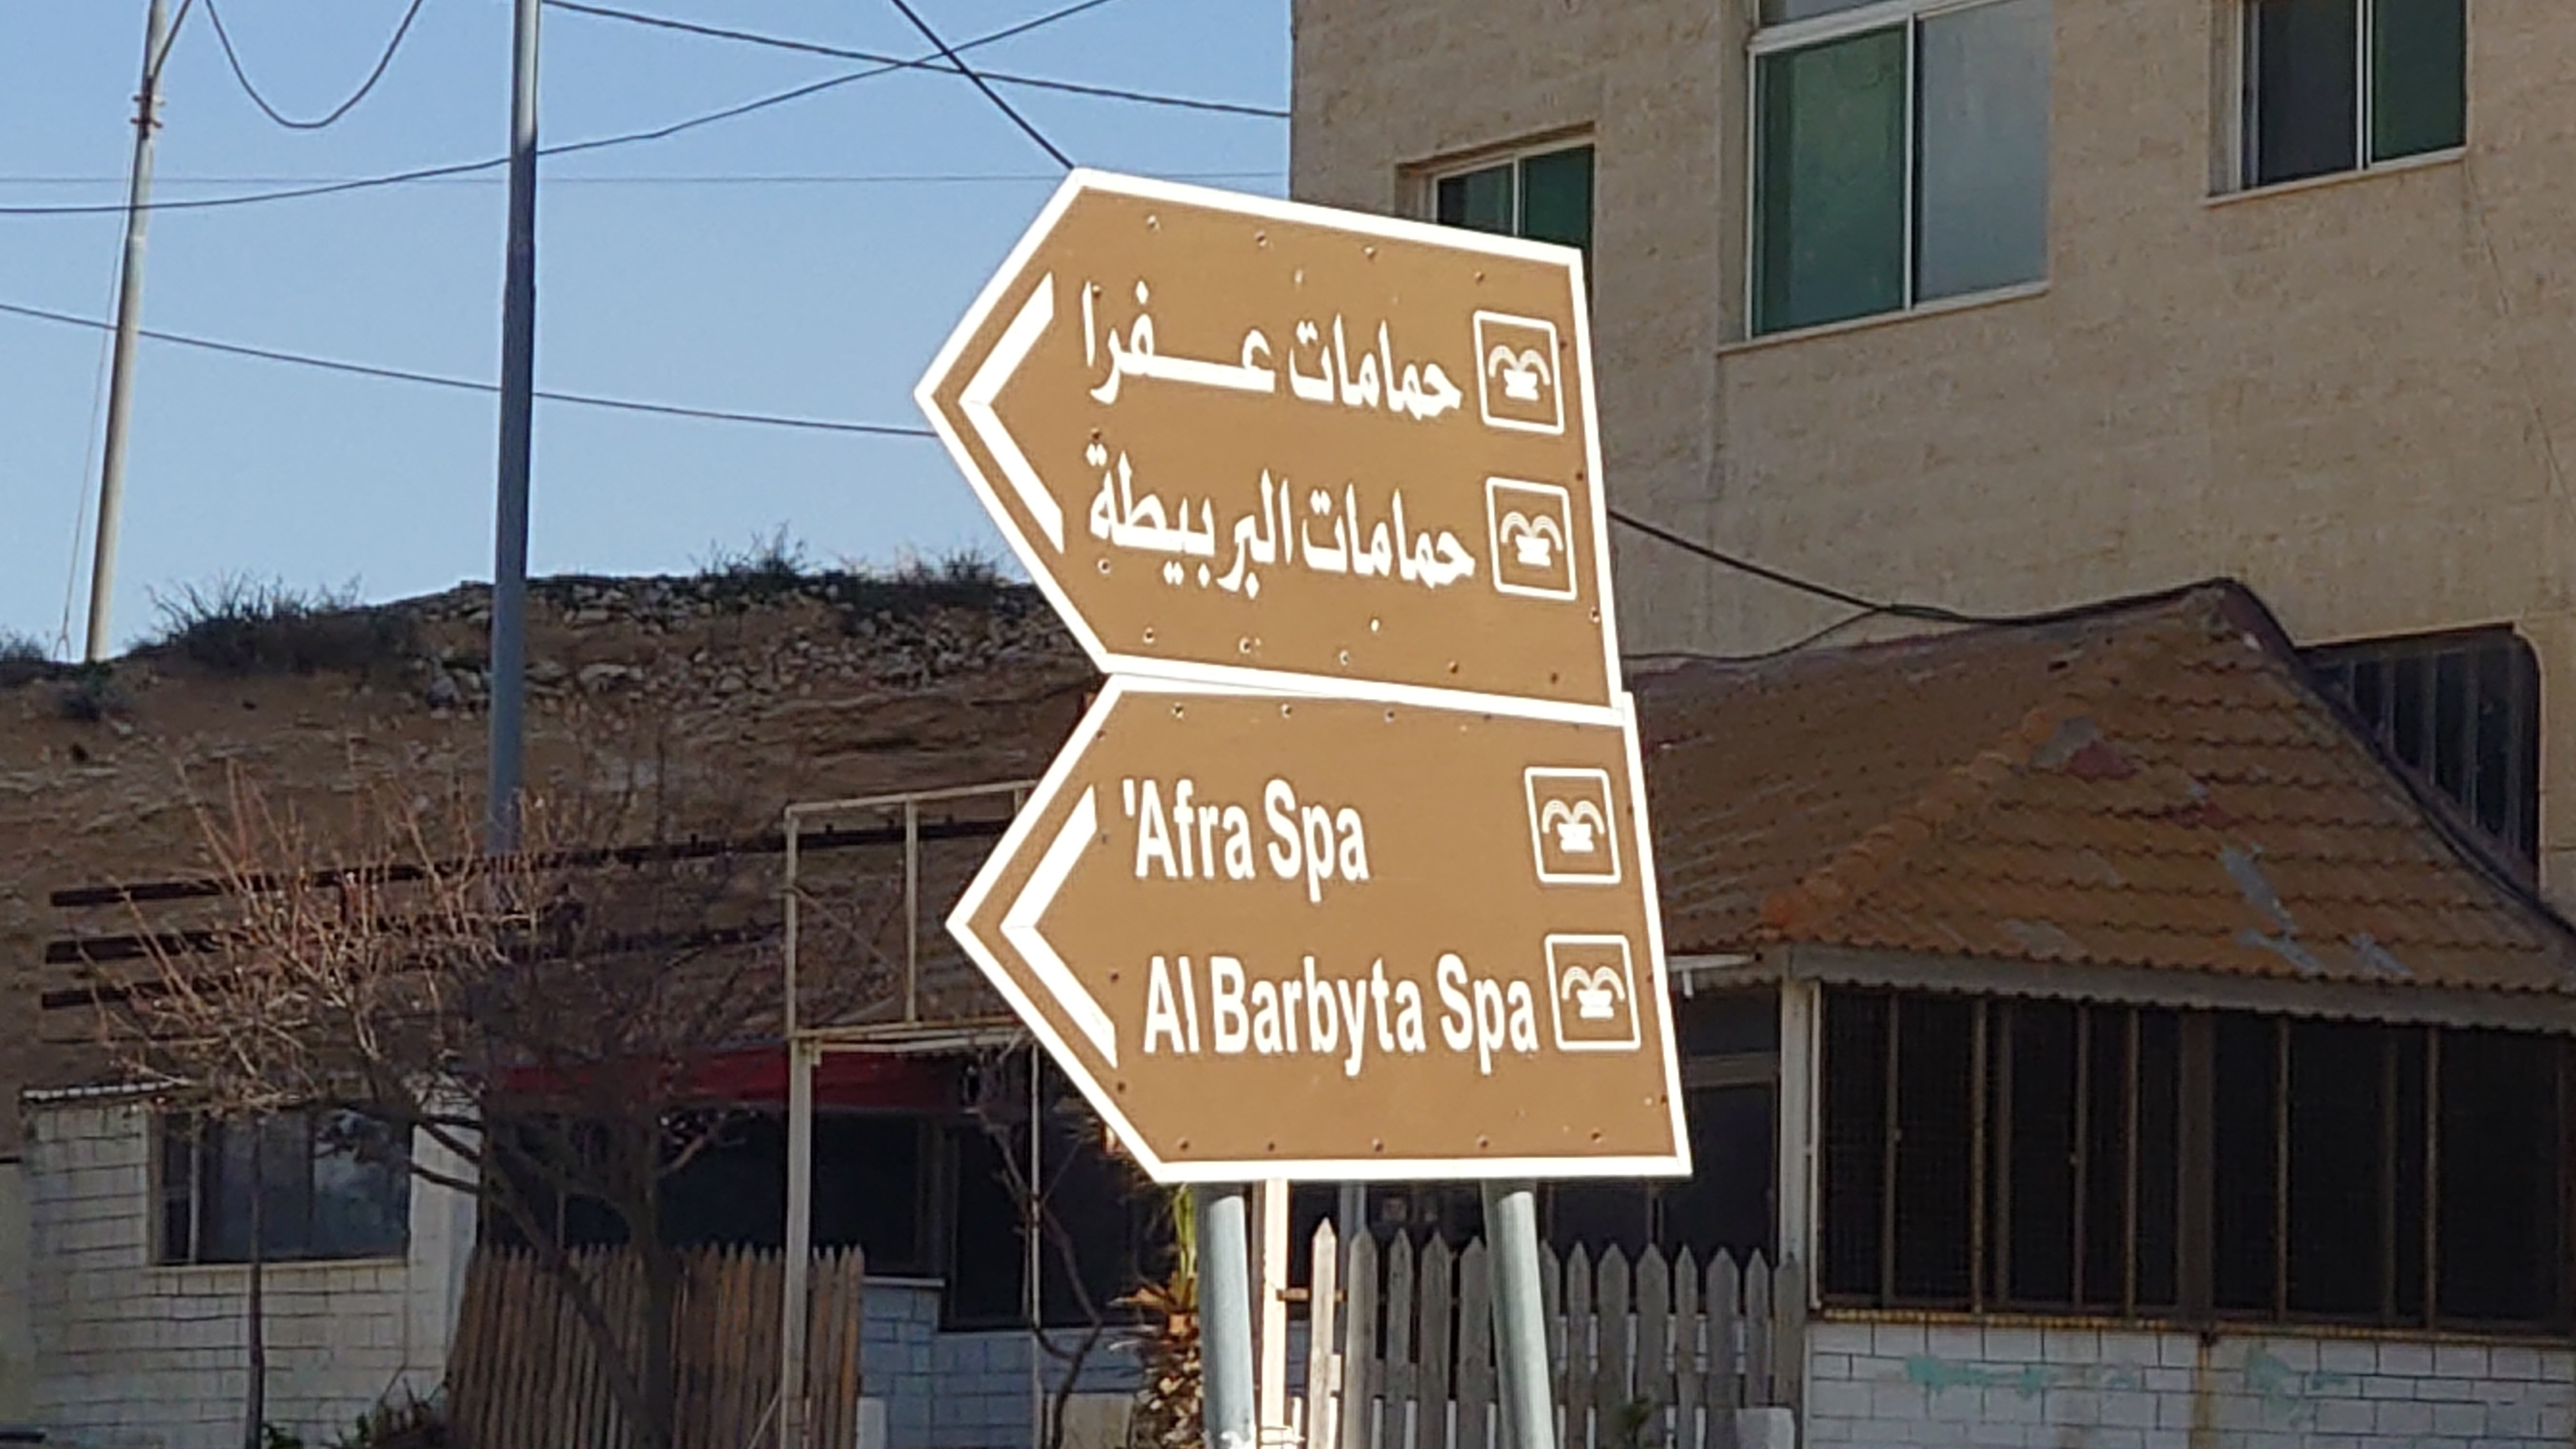 حمامات عفرا
حمامات البربيطة
'Afra Spa
Al Barbyta Spa